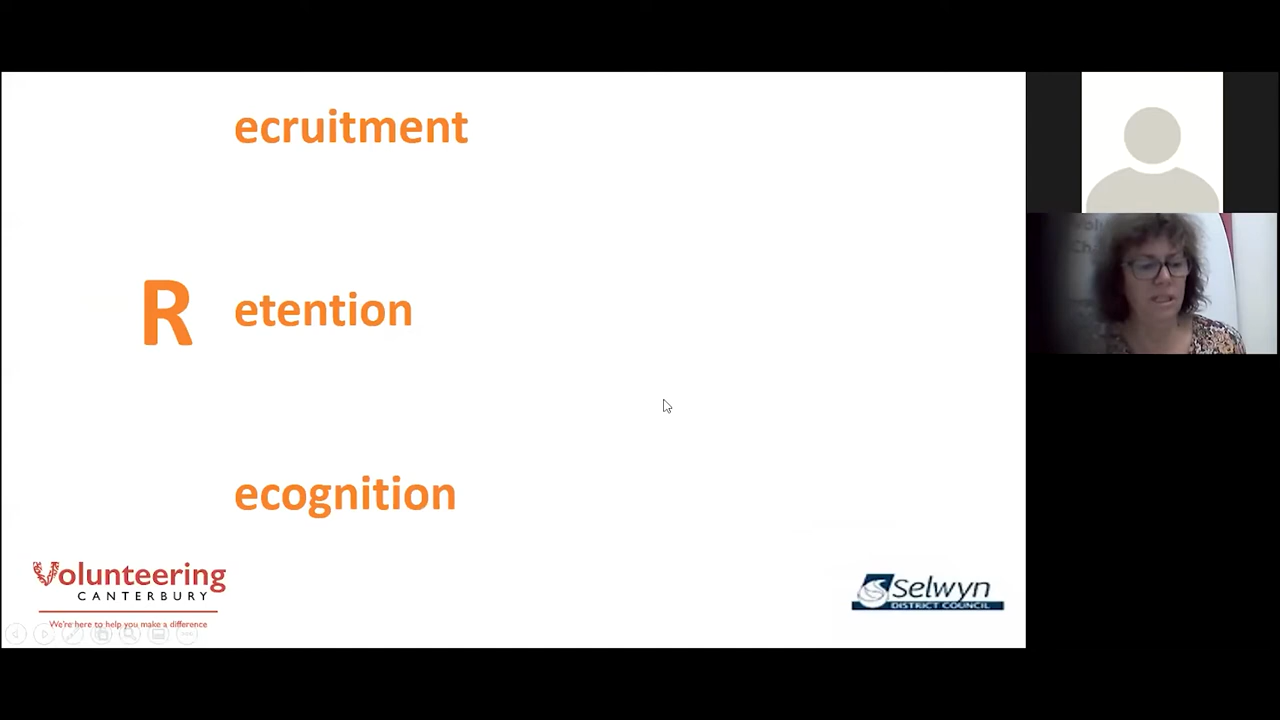 ecruitment
R etention
ecognition
Volunteering
CANTERBURY
We're here to help you make a difference
Selwyn
DISTRICT COUNCIL